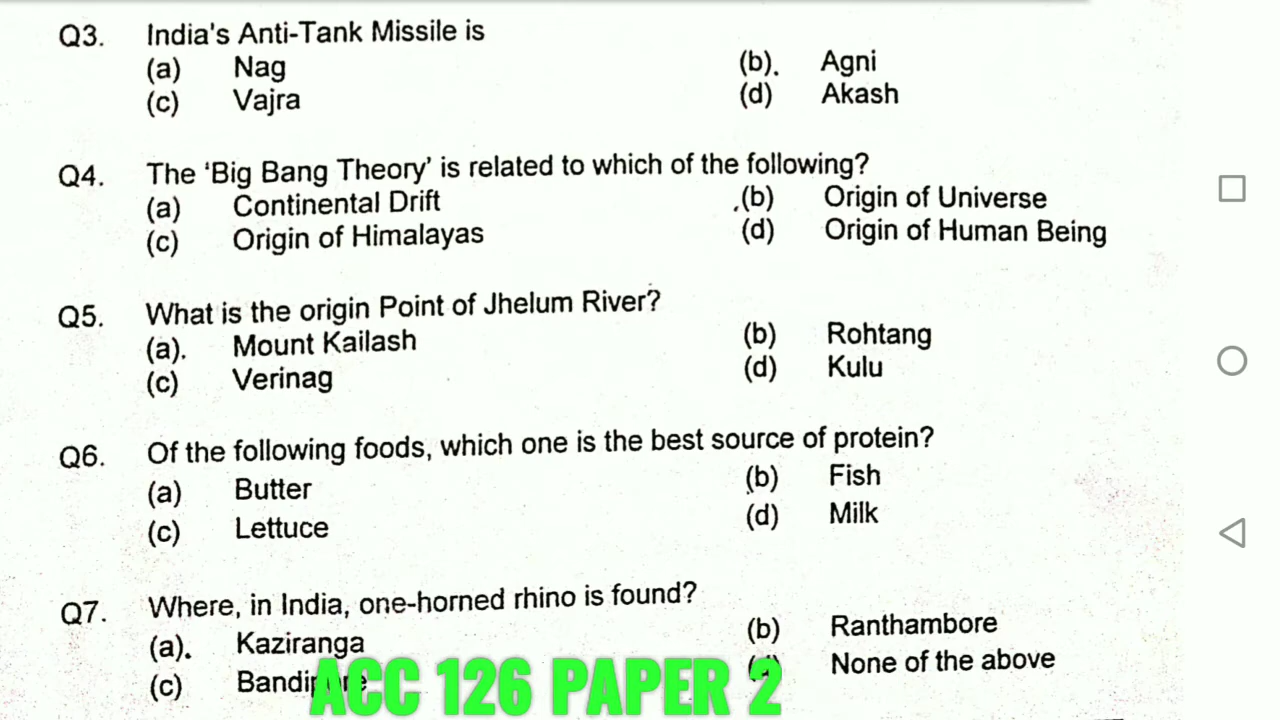 Q3. India's Anti-Tank Missile is
(a) Nag (b). Agni
(c) Vajra (d) Akash
Q4. The 'Big Bang Theory' is related to which of the following?
(a) Continental Drift (b) Origin of Universe
(c) Origin of Himalayas (d) Origin of Human Being
Q5. What is the origin Point of Jhelum River?
(a). Mount Kailash (b) Rohtang
(c) Verinag (d) Kulu
Q6. Of the following foods, which one is the best source of protein?
(a) Butter (b) Fish
(c) Lettuce (d) Milk
Q7. Where, in India, one-horned rhino is found?
(a). Kaziranga (b) Ranthambore
(c) (d) None of the above
ACC 126 PAPER 2